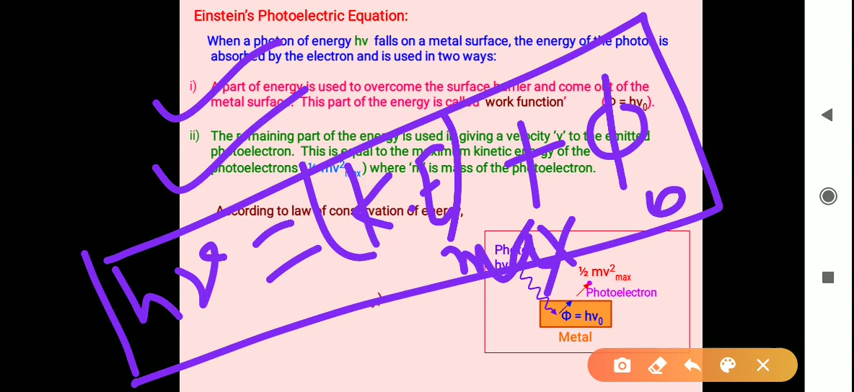 Einstein's Photoelectric Equation:
When a photon of energy hν falls on a metal surface, the energy of the photon is
absorbed by the electron and is used in two ways:
i) A part of energy is used to overcome the surface barrier and come out of the
metal surface. This part of the energy is called 'work function' (Φ = hν₀).
ii) The remaining part of the energy is used in giving a velocity 'v' to the emitted
photoelectron. This is equal to the maximum kinetic energy of the
photoelectrons (½ mv²max) where 'm' is mass of the photoelectron.
According to law of conservation of energy,
hν = (K.E)max + ϕ₀
Photon
hν
½ mv²max
Photoelectron
Φ = hν₀
Metal